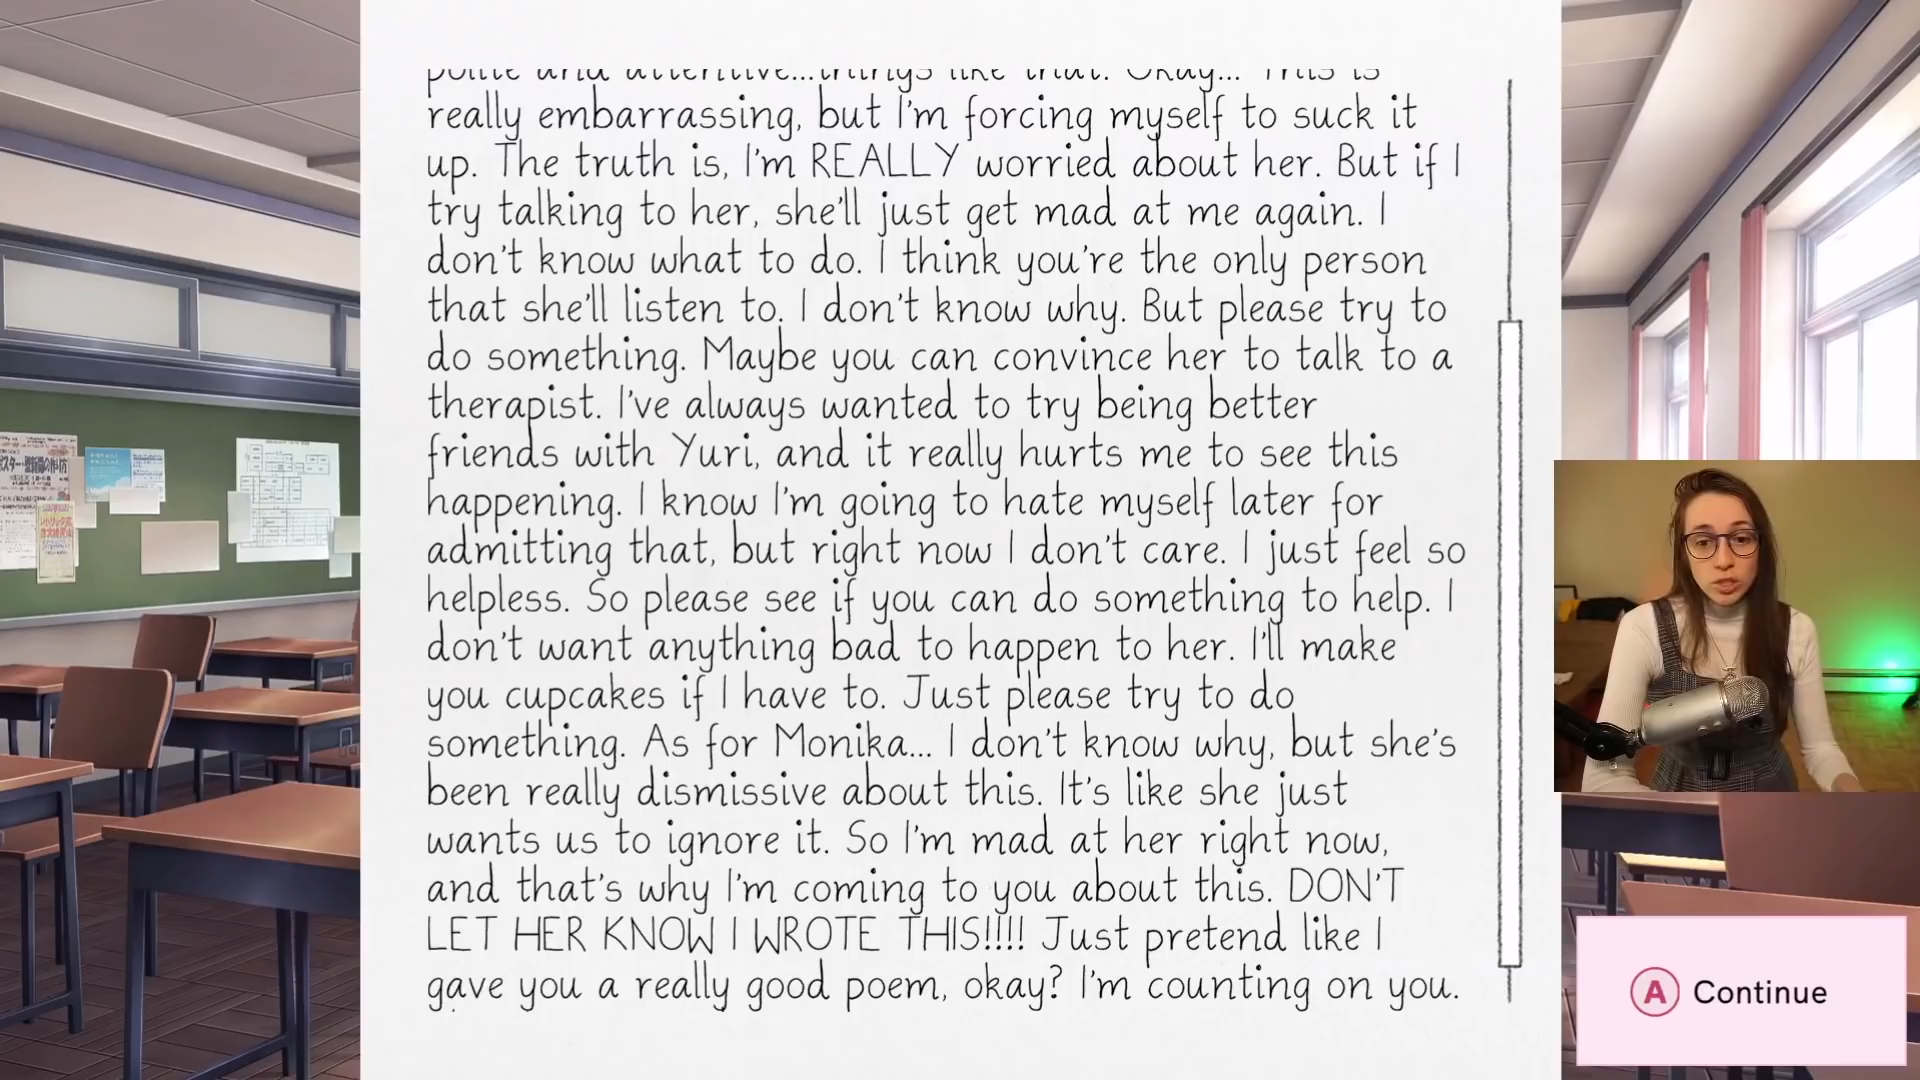 polite and attentive...things like that. Okay... This is
really embarrassing, but I'm forcing myself to suck it
up. The truth is, I'm REALLY worried about her. But if I
try talking to her, she'll just get mad at me again. I
don't know what to do. I think you're the only person
that she'll listen to. I don't know why. But please try to
do something. Maybe you can convince her to talk to a
therapist. I've always wanted to try being better
friends with Yuri, and it really hurts me to see this
happening. I know I'm going to hate myself later for
admitting that, but right now I don't care. I just feel so
helpless. So please see if you can do something to help. I
don't want anything bad to happen to her. I'll make
you cupcakes if I have to. Just please try to do
something. As for Monika... I don't know why, but she's
been really dismissive about this. It's like she just
wants us to ignore it. So I'm mad at her right now,
and that's why I'm coming to you about this. DON'T
LET HER KNOW I WROTE THIS!!!! Just pretend like I
gave you a really good poem, okay? I'm counting on you.
A Continue